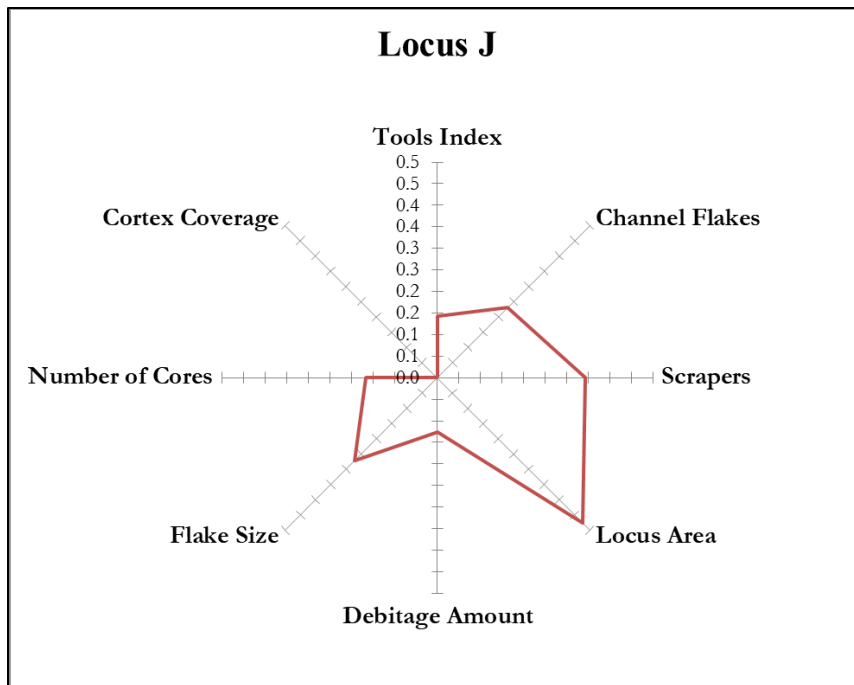 Locus J
Tools Index
0.5
0.5
Cortex Coverage
Channel Flakes
0.4
0.4
0.3
0.3
0.2
0.2
0.1
0.1
0.0
Number of Cores
Scrapers
Flake Size
Locus Area
Debitage Amount